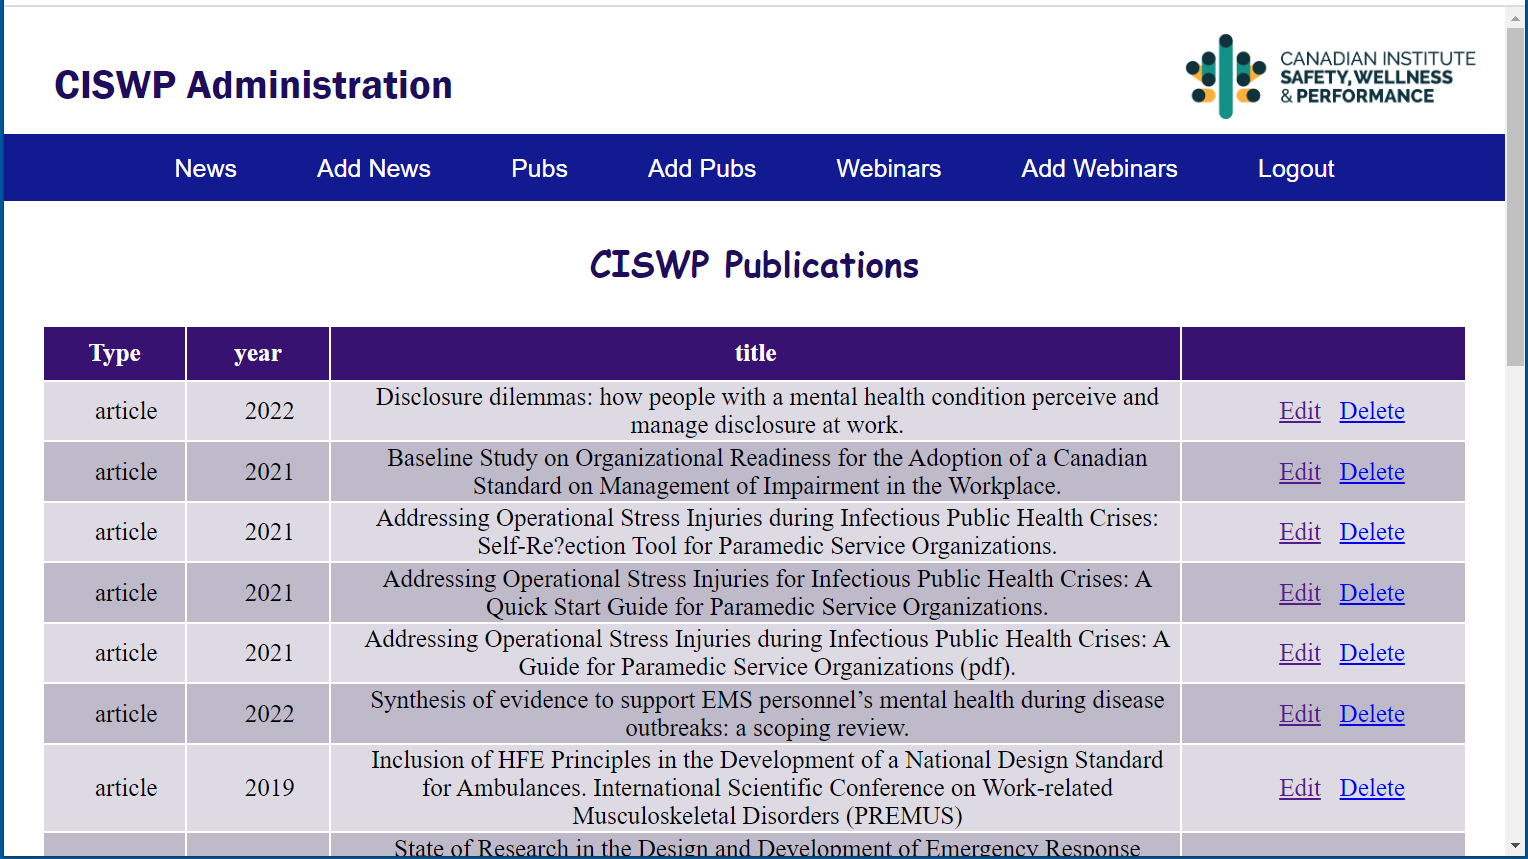 CISWP Administration
CANADIAN INSTITUTE
SAFETY, WELLNESS
& PERFORMANCE
News Add News Pubs Add Pubs Webinars Add Webinars Logout
CISWP Publications
Type year title
article 2022 Disclosure dilemmas: how people with a mental health condition perceive and
manage disclosure at work. Edit Delete
article 2021 Baseline Study on Organizational Readiness for the Adoption of a Canadian
Standard on Management of Impairment in the Workplace. Edit Delete
article 2021 Addressing Operational Stress Injuries during Infectious Public Health Crises:
Self-Re?ection Tool for Paramedic Service Organizations. Edit Delete
article 2021 Addressing Operational Stress Injuries for Infectious Public Health Crises: A
Quick Start Guide for Paramedic Service Organizations. Edit Delete
article 2021 Addressing Operational Stress Injuries during Infectious Public Health Crises: A
Guide for Paramedic Service Organizations (pdf). Edit Delete
article 2022 Synthesis of evidence to support EMS personnel’s mental health during disease
outbreaks: a scoping review. Edit Delete
article 2019 Inclusion of HFE Principles in the Development of a National Design Standard
for Ambulances. International Scientific Conference on Work-related
Musculoskeletal Disorders (PREMUS) Edit Delete
State of Research in the Design and Development of Emergency Response